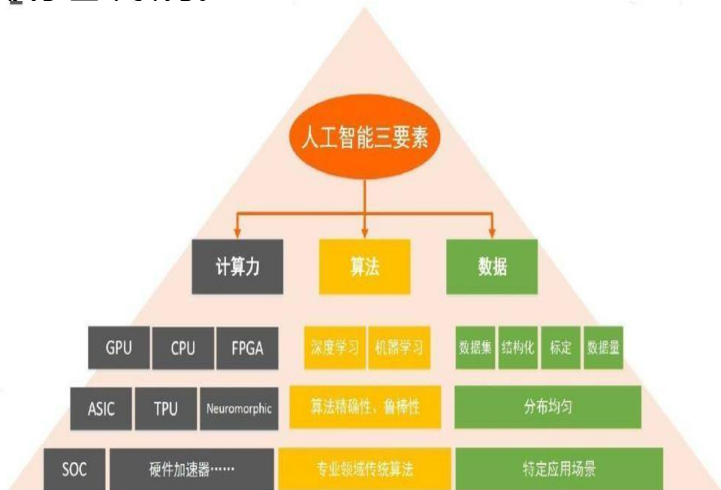 人工智能三要素
计算力 算法 数据
GPU CPU FPGA 深度学习 机器学习 数据集 结构化 标定 数据量
ASIC TPU Neuromorphic 算法精确性、鲁棒性 分布均匀
SOC 硬件加速器…… 专业领域传统算法 特定应用场景